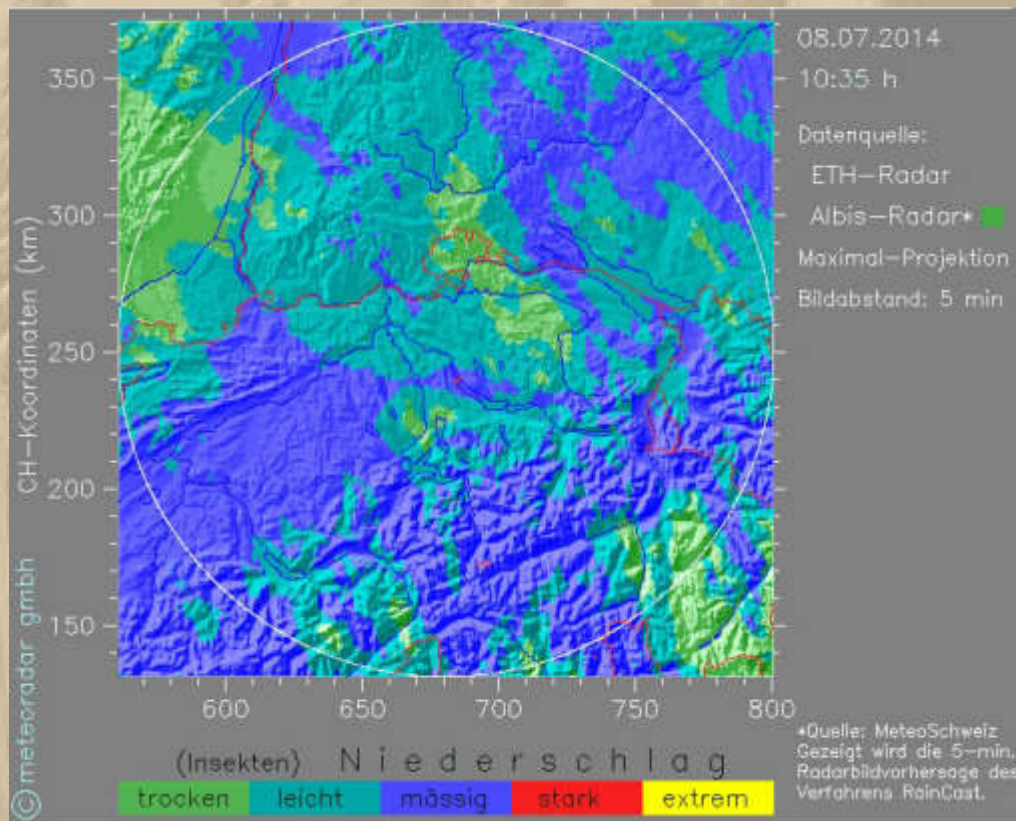 08.07.2014
10:35 h
Datenquelle:
ETH-Radar
Albis-Radar*
Maximal-Projektion
Bildabstand: 5 min
CH-Koordinaten (km)
350
300
250
200
150
600 650 700 750 800
© meteoradar gmbh
(Insekten) Niederschlag
trocken leicht mässig stark extrem
*Quelle: MeteoSchweiz
Gezeigt wird die 5-min.
Radarbildvorhersage des
Verfahrens RainCast.